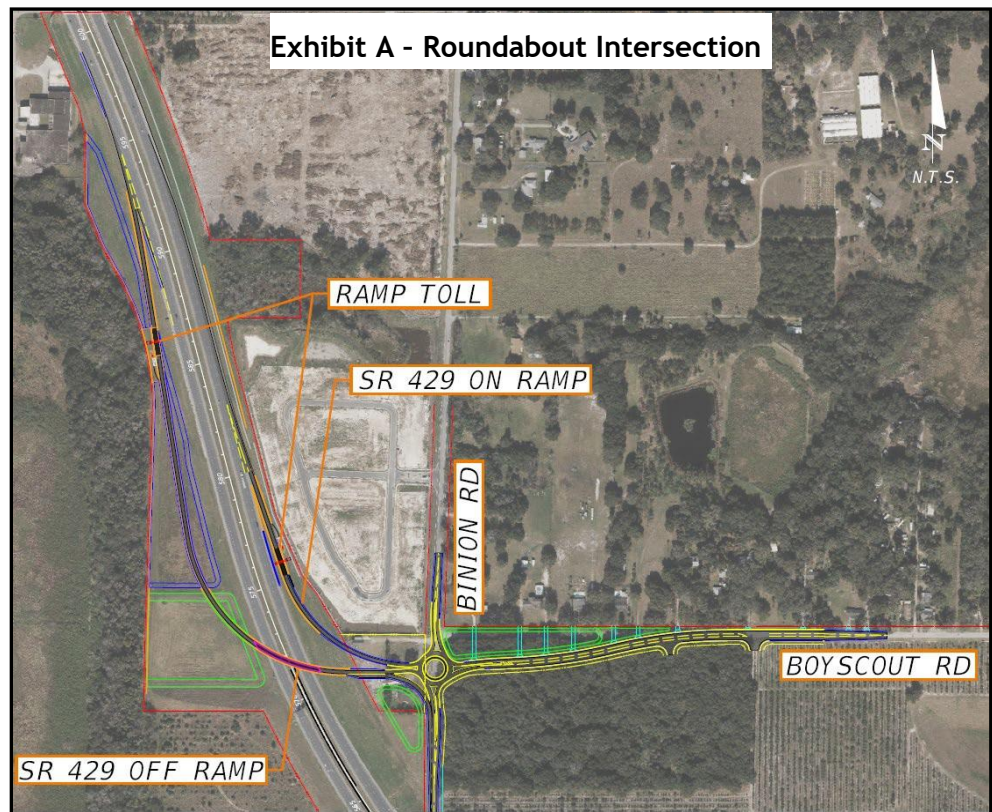 Exhibit A - Roundabout Intersection
N
N.T.S.
RAMP TOLL
SR 429 ON RAMP
BINION RD
BOYSCOUT RD
SR 429 OFF RAMP